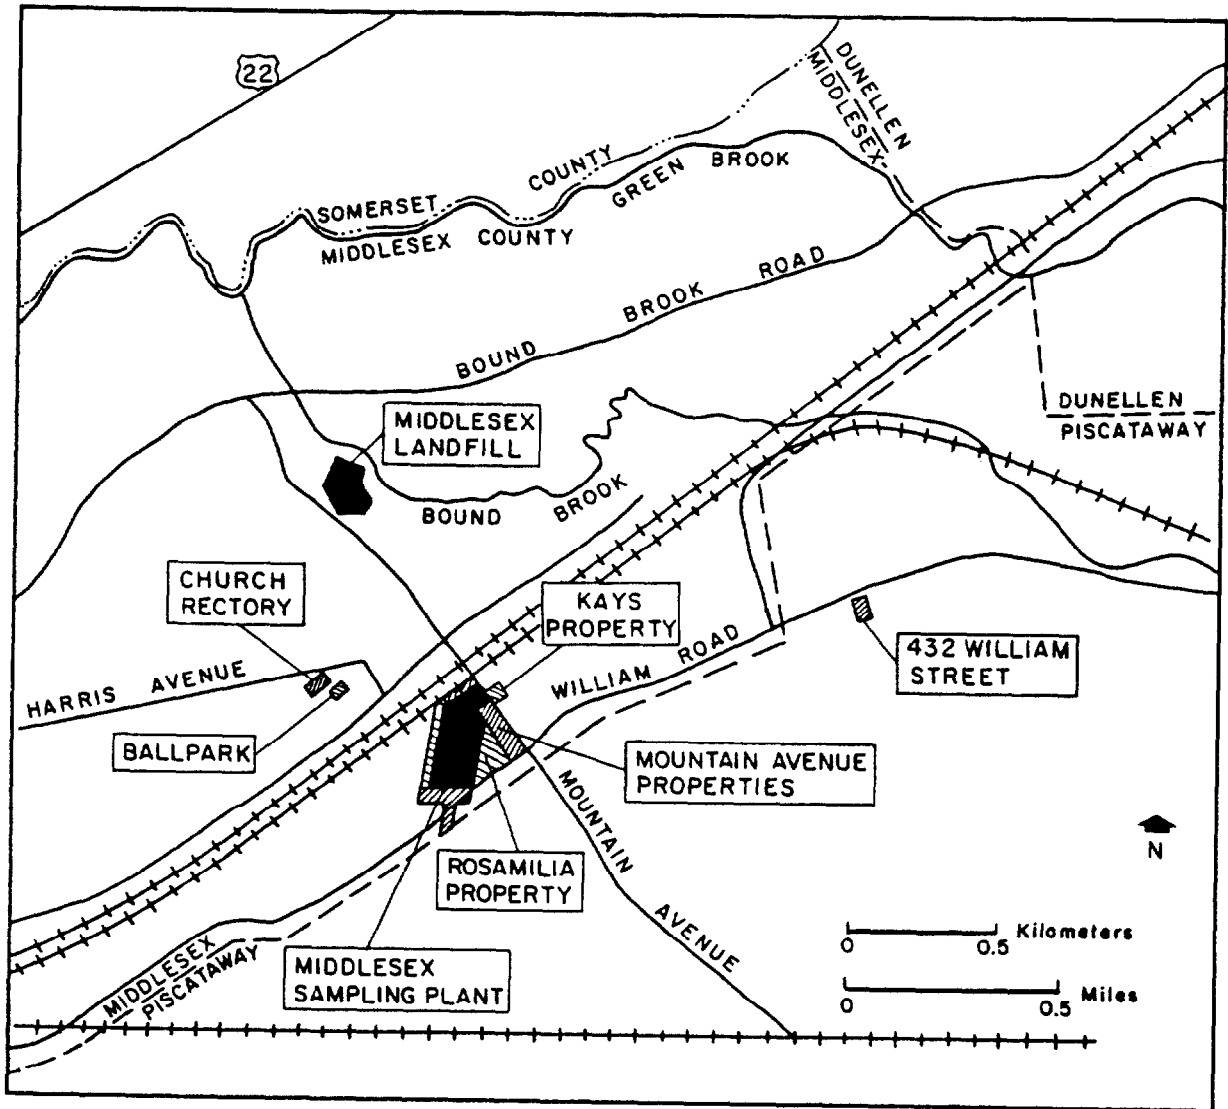 22
DUNELLEN
MIDDLESEX
SOMERSET COUNTY
MIDDLESEX COUNTY
GREEN BROOK
BOUND BROOK ROAD
MIDDLESEX
LANDFILL
BOUND BROOK
DUNELLEN
PISCATAWAY
CHURCH
RECTORY
KAYS
PROPERTY
432 WILLIAM
STREET
HARRIS AVENUE
WILLIAM ROAD
BALLPARK
MOUNTAIN AVENUE
PROPERTIES
MOUNTAIN AVENUE
ROSAMILIA
PROPERTY
N
MIDDLESEX
PISCATAWAY
MIDDLESEX
SAMPLING PLANT
0 0.5 Kilometers
0 0.5 Miles